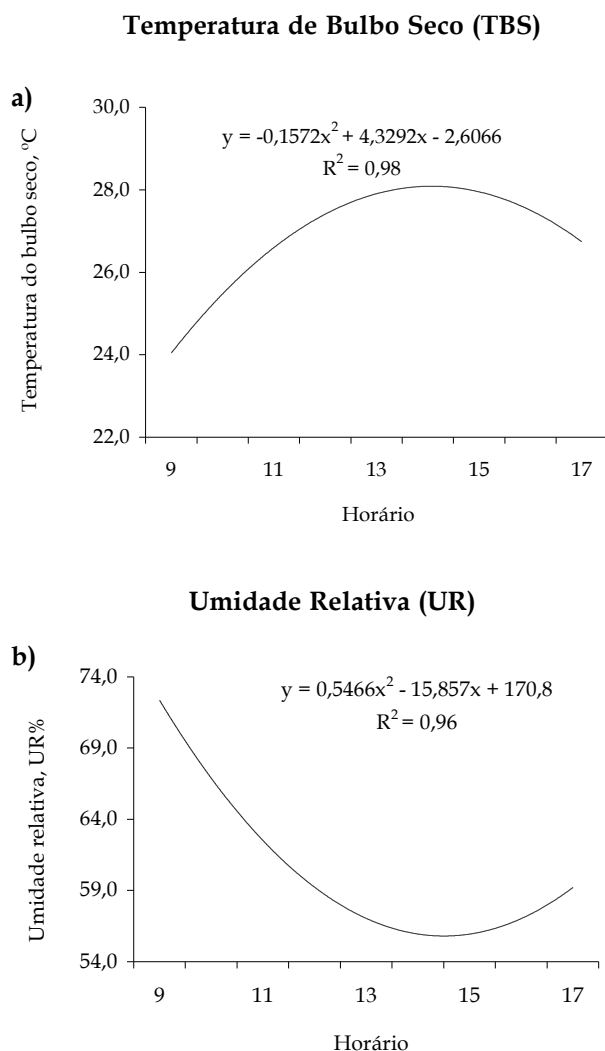 Temperatura de Bulbo Seco (TBS)
a)
Temperatura do bulbo seco, ºC
30,0
28,0
26,0
24,0
22,0
y = -0,1572x² + 4,3292x - 2,6066
R² = 0,98
9 11 13 15 17
Horário
Umidade Relativa (UR)
b)
Umidade relativa, UR%
74,0
69,0
64,0
59,0
54,0
y = 0,5466x² - 15,857x + 170,8
R² = 0,96
9 11 13 15 17
Horário